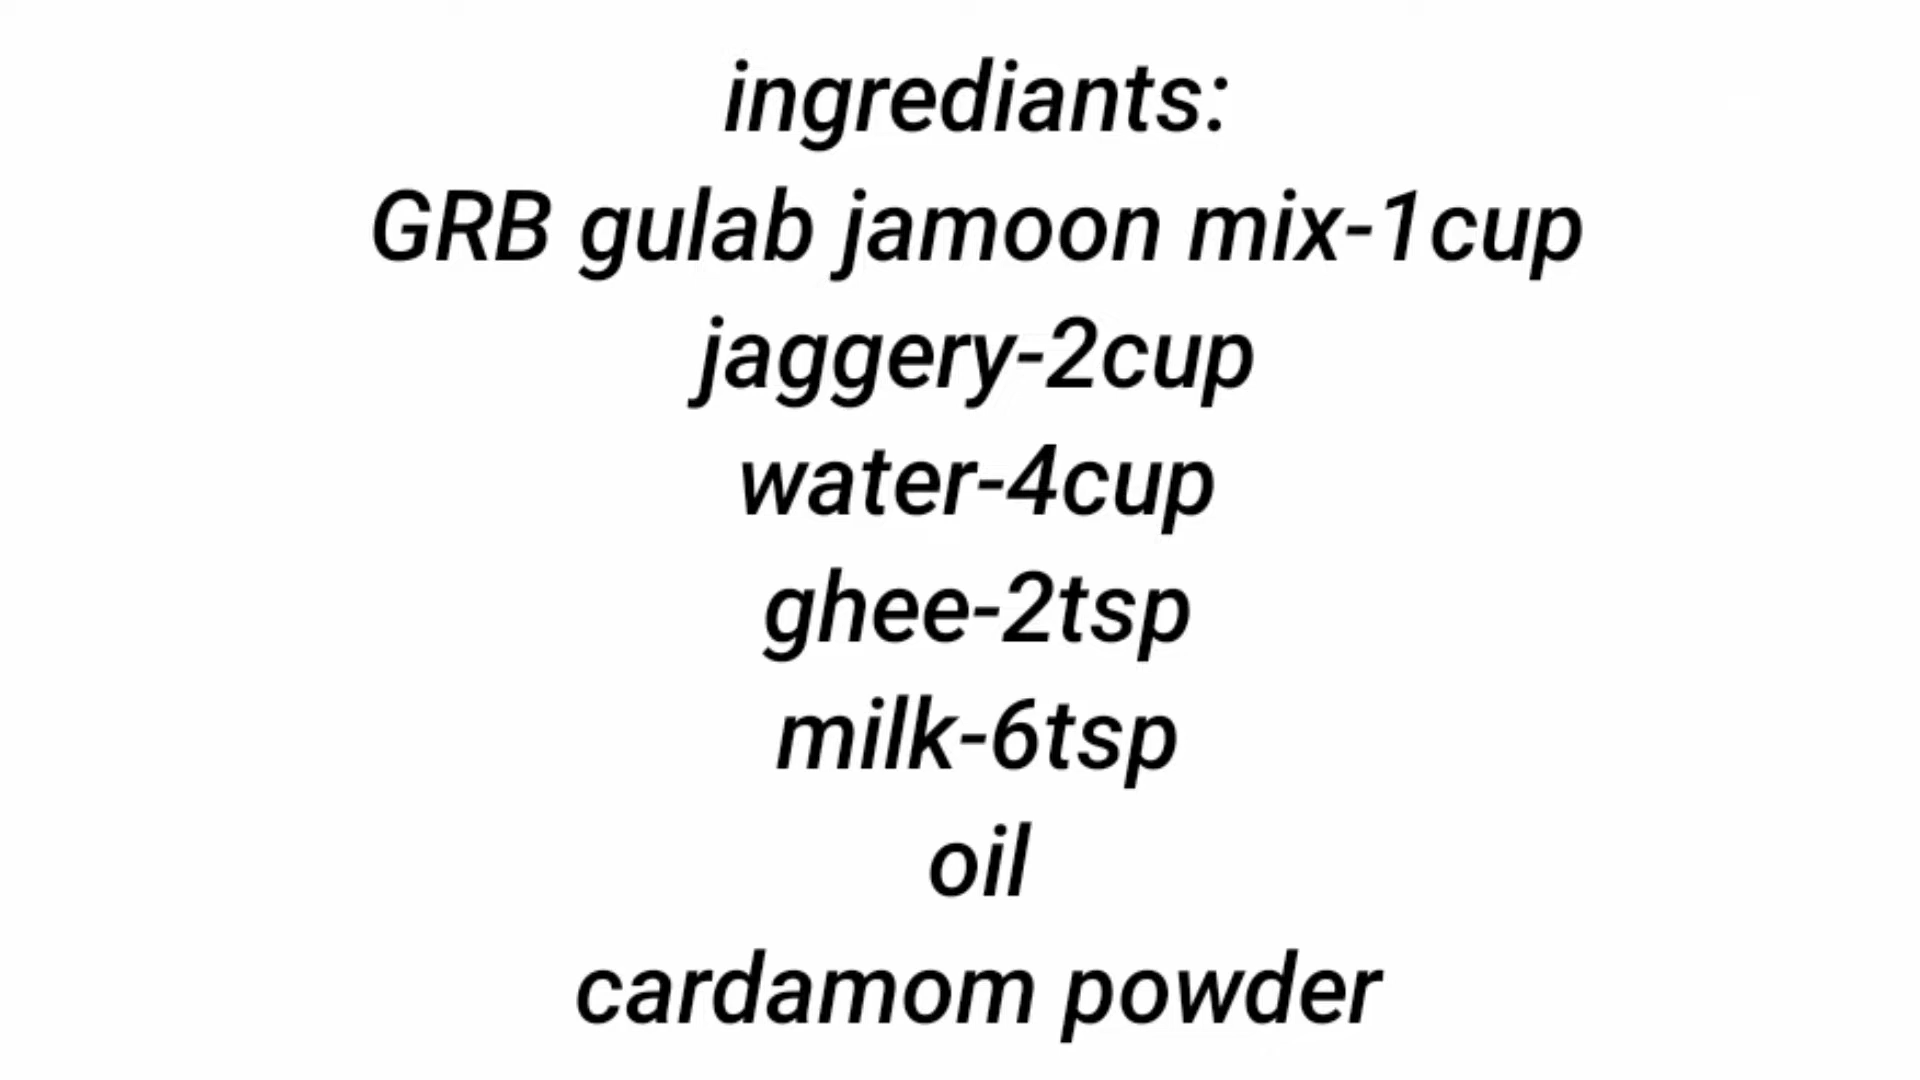 ingrediants:
GRB gulab jamoon mix-1cup
jaggery-2cup
water-4cup
ghee-2tsp
milk-6tsp
oil
cardamom powder